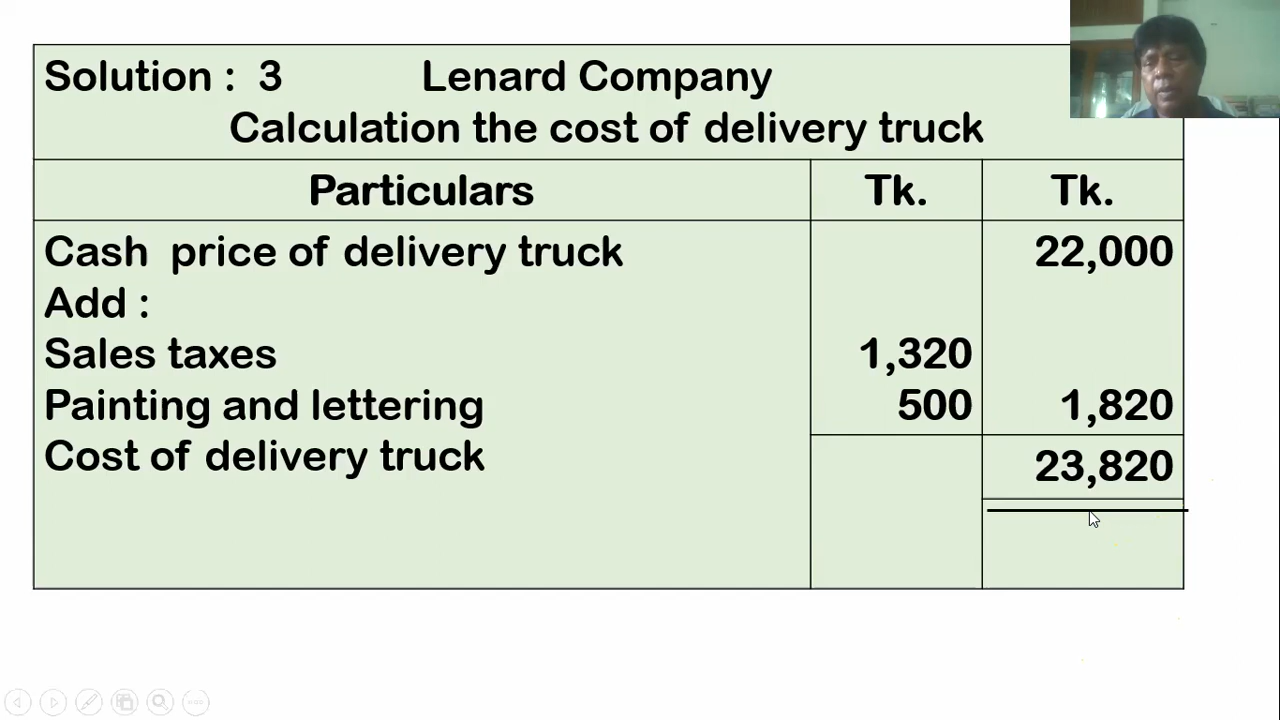 Solution : 3 Lenard Company
Calculation the cost of delivery truck
Particulars Tk. Tk.
Cash price of delivery truck 22,000
Add :
Sales taxes 1,320
Painting and lettering 500 1,820
Cost of delivery truck 23,820